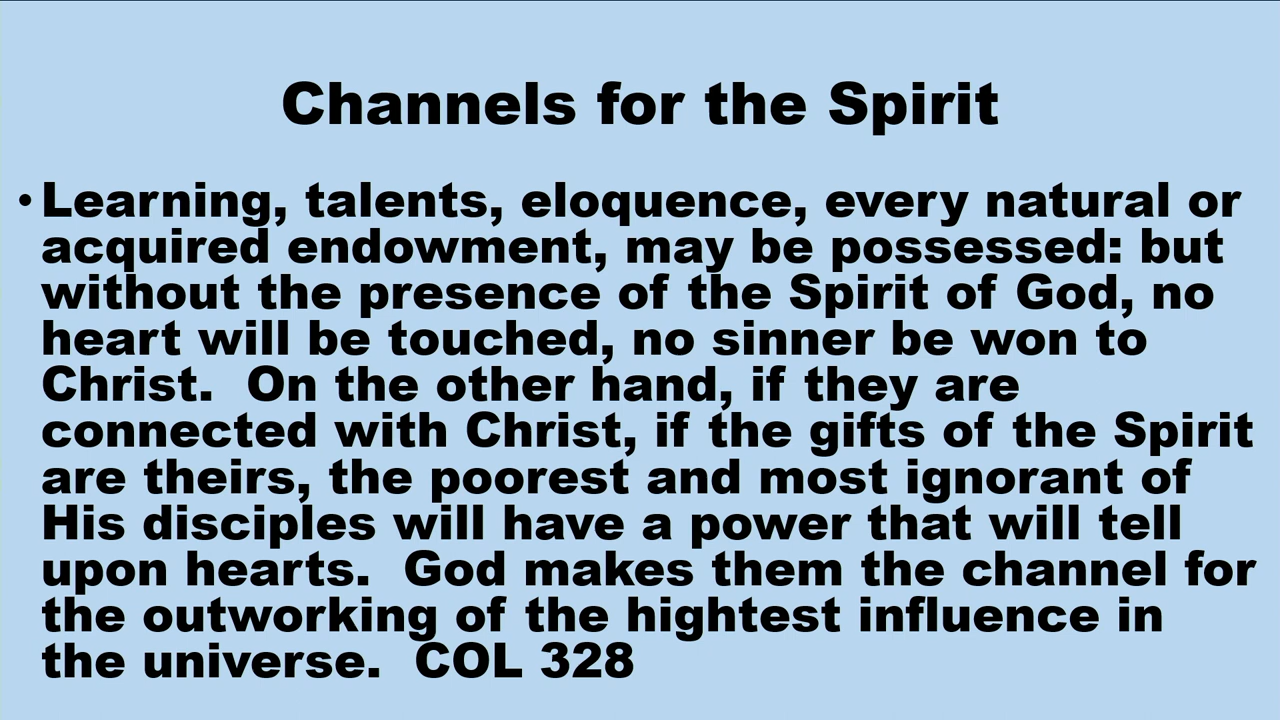 Channels for the Spirit
• Learning, talents, eloquence, every natural or
acquired endowment, may be possessed: but
without the presence of the Spirit of God, no
heart will be touched, no sinner be won to
Christ.  On the other hand, if they are
connected with Christ, if the gifts of the Spirit
are theirs, the poorest and most ignorant of
His disciples will have a power that will tell
upon hearts.  God makes them the channel for
the outworking of the hightest influence in
the universe.  COL 328